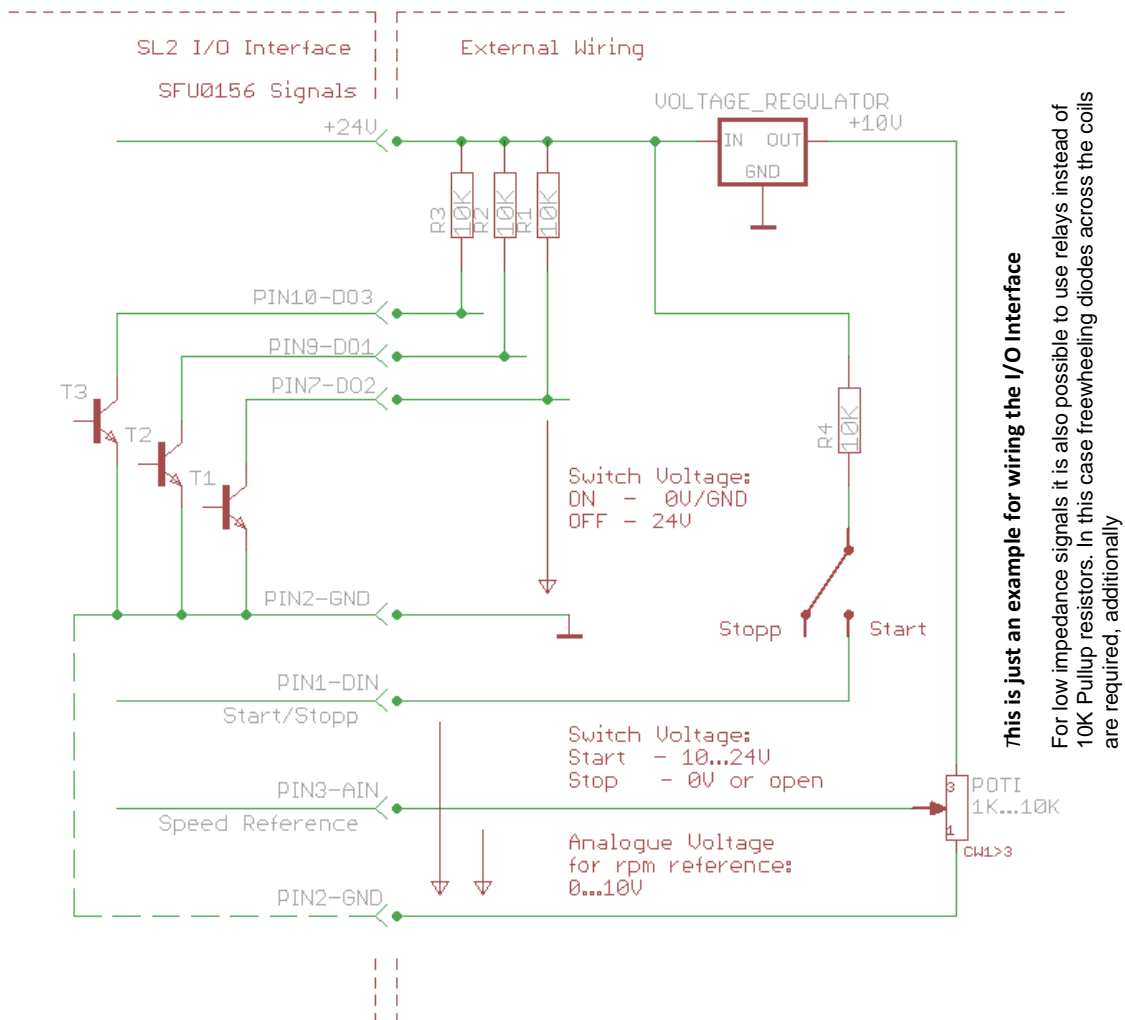 SL2 I/O Interface
SFU0156 Signals
External Wiring
+24V
VOLTAGE_REGULATOR
+10V
IN OUT
GND
R3
10K
R2
10K
R1
10K
PIN10-DO3
PIN9-DO1
PIN7-DO2
T3
T2
T1
R4
10K
Switch Voltage:
ON - 0V/GND
OFF - 24V
PIN2-GND
Stopp
Start
PIN1-DIN
Start/Stopp
Switch Voltage:
Start - 10...24V
Stop - 0V or open
PIN3-AIN
Speed Reference
3
POTI
1K...10K
1
CW1>3
Analogue Voltage
for rpm reference:
0...10V
PIN2-GND
This is just an example for wiring the I/O Interface
For low impedance signals it is also possible to use relays instead of
10K Pullup resistors. In this case freewheeling diodes across the coils
are required, additionally